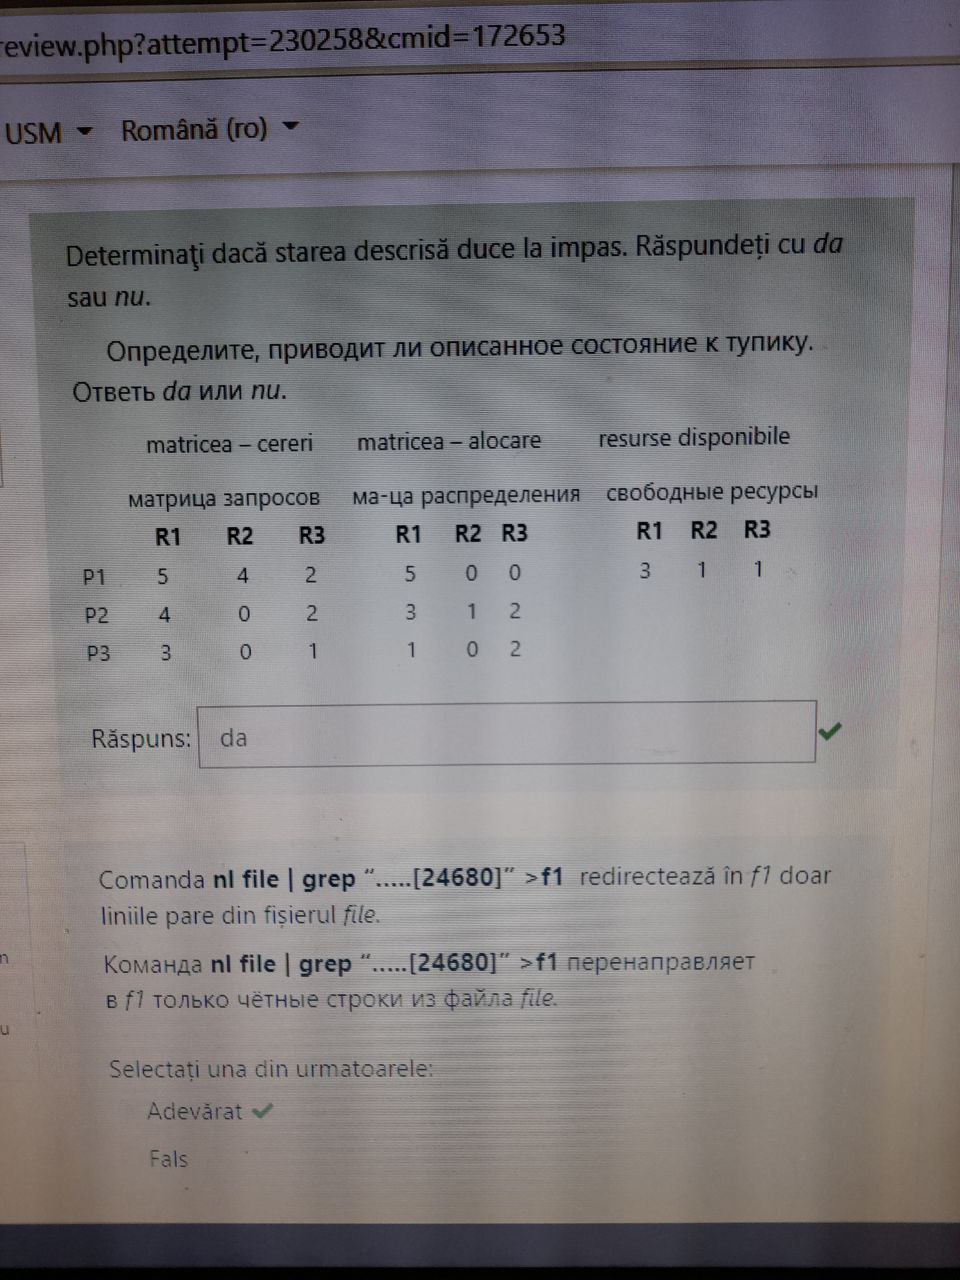 review.php?attempt=230258&cmid=172653
USM Română (ro)
Determinaţi dacă starea descrisă duce la impas. Răspundeți cu da
sau nu.
Определите, приводит ли описанное состояние к тупику.
Ответь da или nu.
matricea – cereri matricea – alocare resurse disponibile
матрица запросов ма-ца распределения свободные ресурсы
R1 R2 R3 R1 R2 R3 R1 R2 R3
P1 5 4 2 5 0 0 3 1 1
P2 4 0 2 3 1 2
P3 3 0 1 1 0 2
Răspuns: da
Comanda nl file | grep “.....[24680]” >f1 redirectează în f1 doar
liniile pare din fișierul file.
Команда nl file | grep “.....[24680]” >f1 перенаправляет
в f1 только чётные строки из файла file.
Selectați una din urmatoarele:
Adevărat
Fals